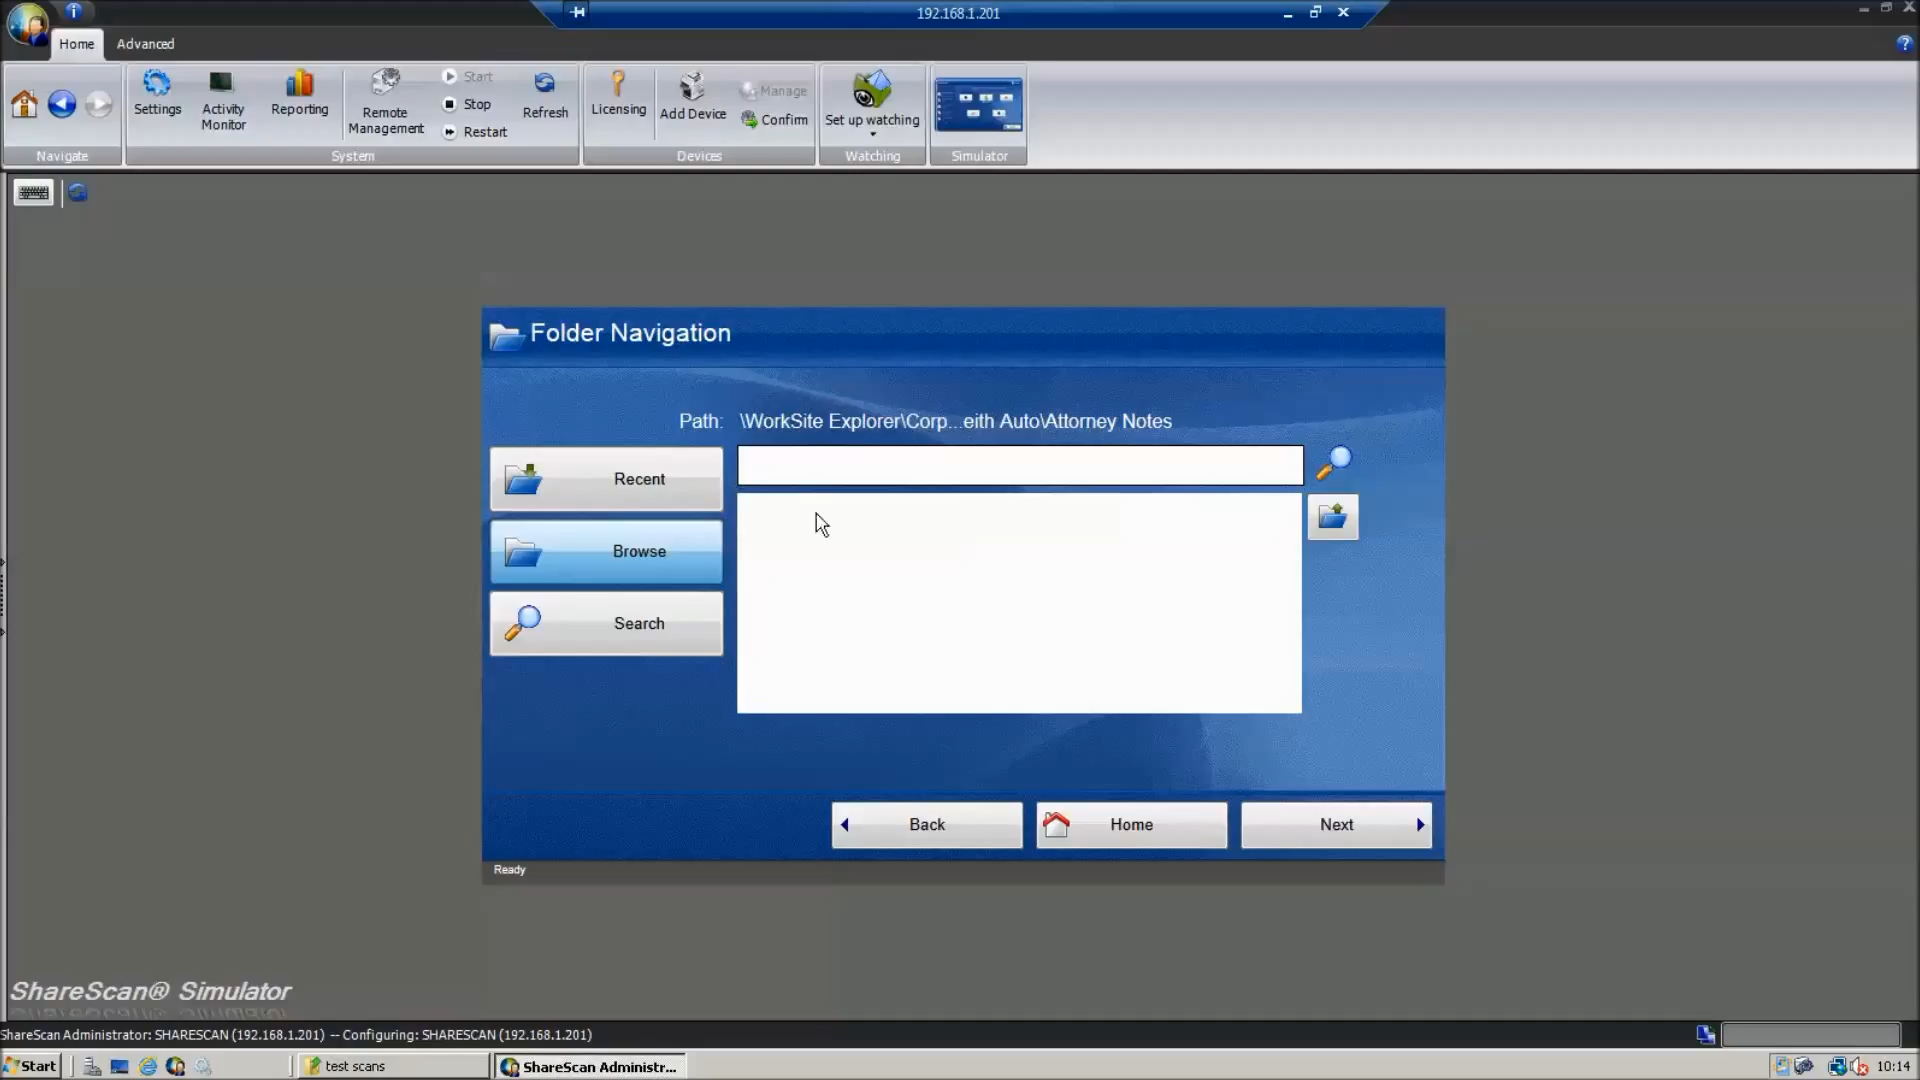 192.168.1.201
Home
Advanced
Settings
Activity
Monitor
Reporting
Remote
Management
Start
Stop
Restart
Refresh
Licensing
Add Device
Manage
Confirm
Set up watching
Navigate
System
Devices
Watching
Simulator
Folder Navigation
Path: \WorkSite Explorer\Corp...eith Auto\Attorney Notes
Recent
Browse
Search
Back
Home
Next
Ready
ShareScan® Simulator
ShareScan Administrator: SHARESCAN (192.168.1.201) -- Configuring: SHARESCAN (192.168.1.201)
Start
test scans
ShareScan Administr...
10:14